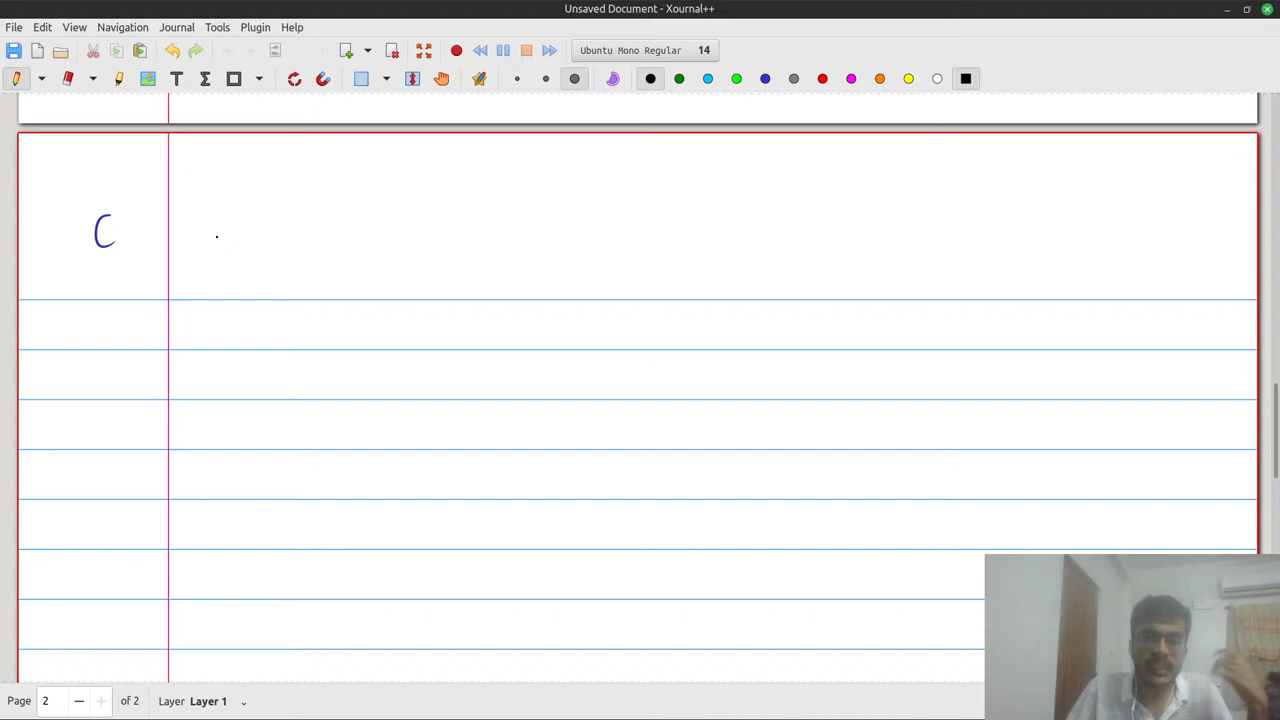 Unsaved Document - Xournal++
File Edit View Navigation Journal Tools Plugin Help
Ubuntu Mono Regular 14
C
Page 2 of 2 Layer Layer 1